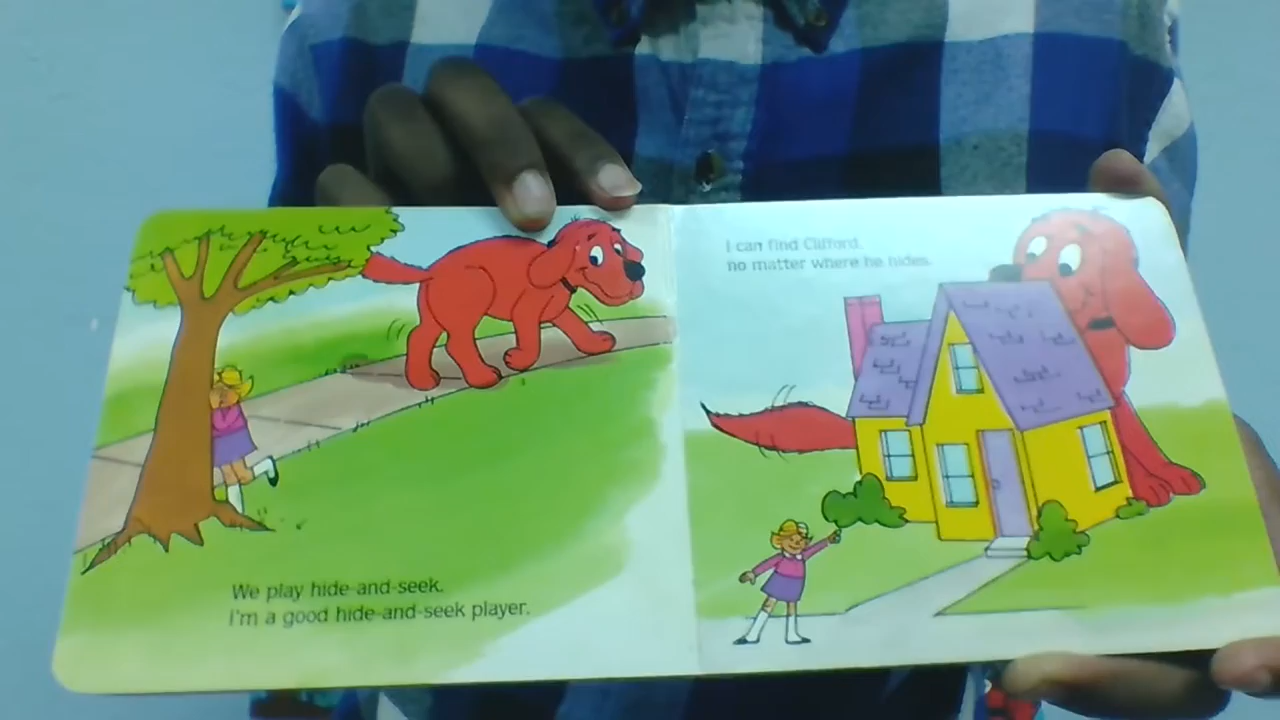 We play hide-and-seek.
I'm a good hide-and-seek player.
I can find Clifford,
no matter where he hides.